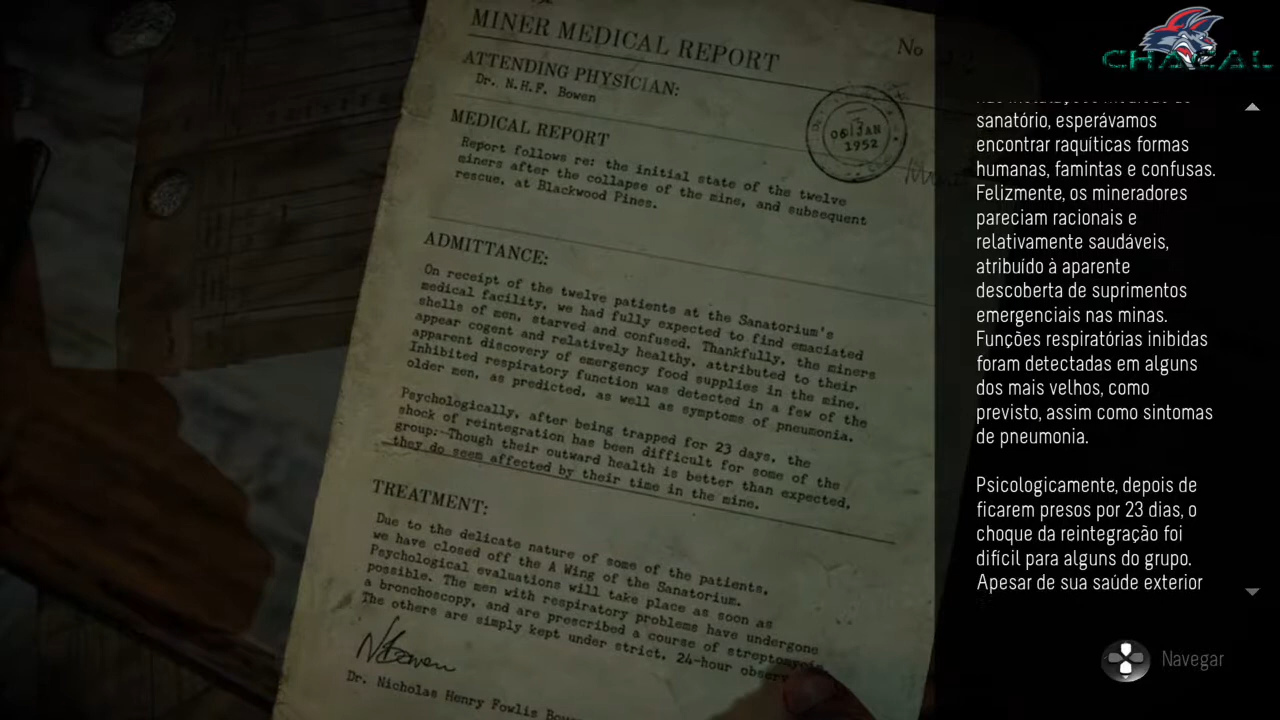 MINER MEDICAL REPORT
No
ATTENDING PHYSICIAN:
Dr. N.H.F. Bowen
06 JAN
1952
MEDICAL REPORT
Report follows re: the initial state of the twelve
miners after the collapse of the mine, and subsequent
rescue, at Blackwood Pines.
ADMITTANCE:
On receipt of the twelve patients at the Sanatorium's
medical facility, we had fully expected to find emaciated
shells of men, starved and confused. Thankfully, the miners
appear cogent and relatively healthy, attributed to their
apparent discovery of emergency food supplies in the mine.
Inhibited respiratory function was detected in a few of the
older men, as predicted, as well as symptoms of pneumonia.
Psychologically, after being trapped for 23 days, the
shock of reintegration has been difficult for some of the
group. Though their outward health is better than expected,
they do seem affected by their time in the mine.
TREATMENT:
Due to the delicate nature of some of the patients,
we have closed off the A Wing of the Sanatorium.
Psychological evaluations will take place as soon as
possible. The men with respiratory problems have undergone
a bronchoscopy, and are prescribed a course of streptomycin.
The others are simply kept under strict, 24-hour observ
NBowen
Dr. Nicholas Henry Fowlis Bowe
CHACAL
sanatório, esperávamos
encontrar raquíticas formas
humanas, famintas e confusas.
Felizmente, os mineradores
pareciam racionais e
relativamente saudáveis,
atribuído à aparente
descoberta de suprimentos
emergenciais nas minas.
Funções respiratórias inibidas
foram detectadas em alguns
dos mais velhos, como
previsto, assim como sintomas
de pneumonia.
Psicologicamente, depois de
ficarem presos por 23 dias, o
choque da reintegração foi
difícil para alguns do grupo.
Apesar de sua saúde exterior
Navegar